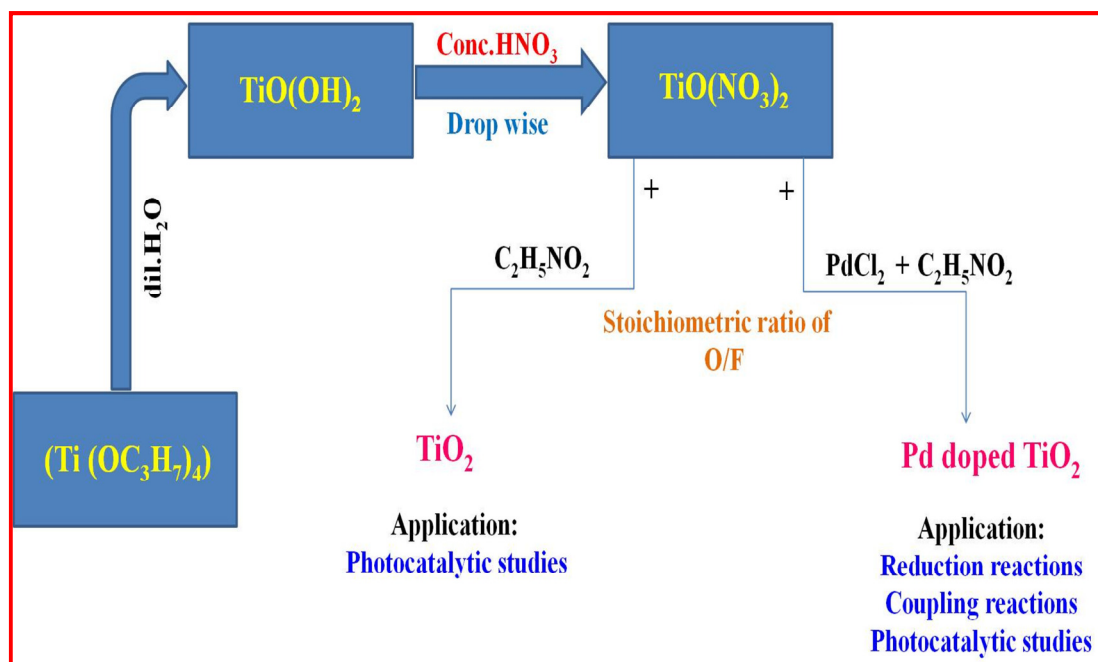 Conc.HNO₃
TiO(OH)₂
TiO(NO₃)₂
Drop wise
+
+
dil.H₂O
C₂H₅NO₂
PdCl₂ + C₂H₅NO₂
Stoichiometric ratio of
O/F
(Ti (OC₃H₇)₄)
TiO₂
Pd doped TiO₂
Application:
Photocatalytic studies
Application:
Reduction reactions
Coupling reactions
Photocatalytic studies